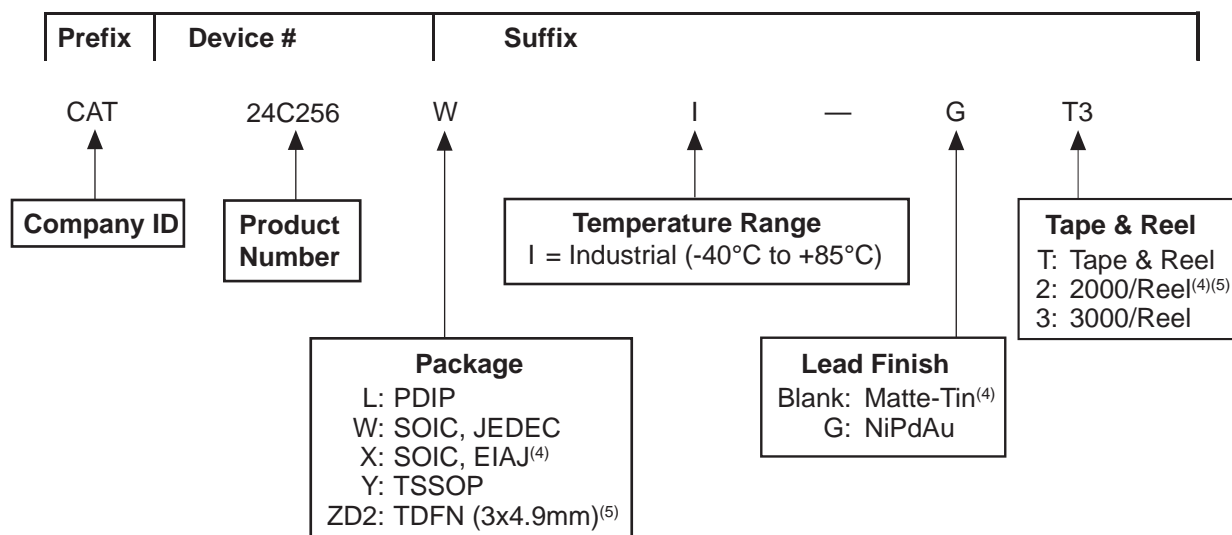 Prefix Device # Suffix
CAT 24C256 W I — G T3
Company ID
Product
Number
Temperature Range
I = Industrial (-40°C to +85°C)
Tape & Reel
T: Tape & Reel
2: 2000/Reel(4)(5)
3: 3000/Reel
Package
L: PDIP
W: SOIC, JEDEC
X: SOIC, EIAJ(4)
Y: TSSOP
ZD2: TDFN (3x4.9mm)(5)
Lead Finish
Blank: Matte-Tin(4)
G: NiPdAu